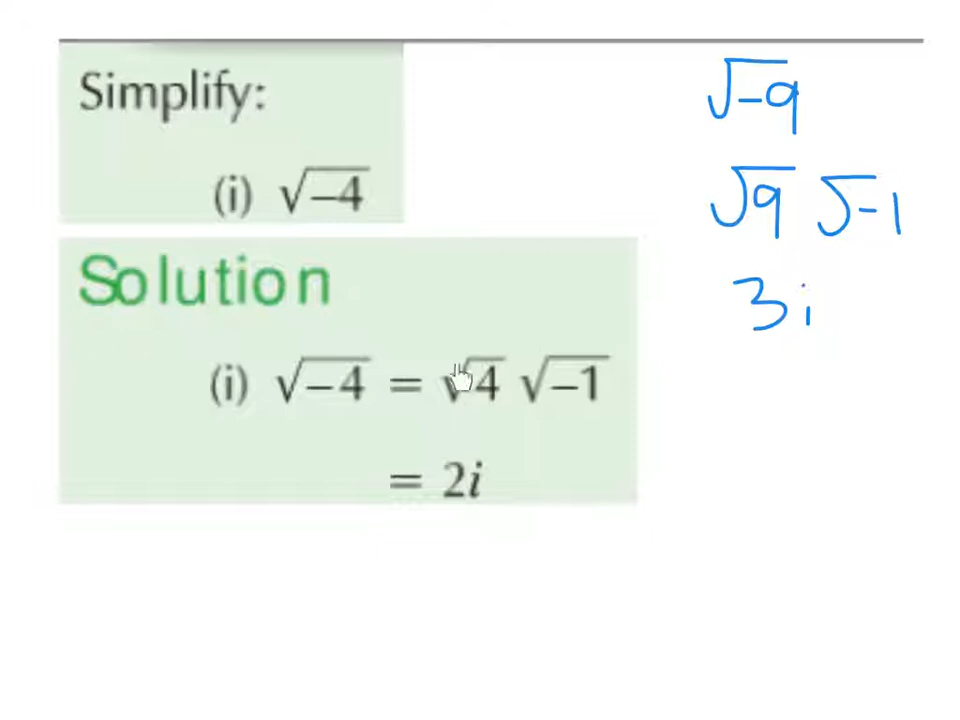 Simplify:
(i) √−4
Solution
(i) √−4 = √4 √−1
= 2i
√−9
√9 √−1
3i